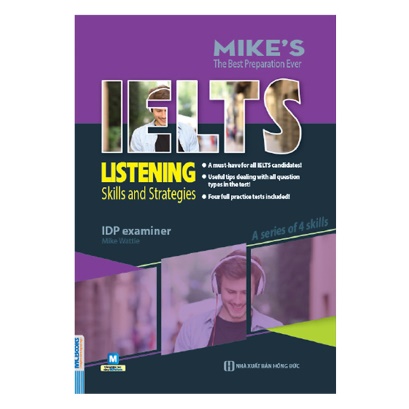 MIKE'S
The Best Preparation Ever
IELTS
LISTENING
Skills and Strategies
A must-have for all IELTS candidates!
Useful tips dealing with all question
types in the test!
Four full practice tests included!
IDP examiner
Mike Wattie
A series of 4 skills
MCBOOKS
NHÀ XUẤT BẢN HỒNG ĐỨC